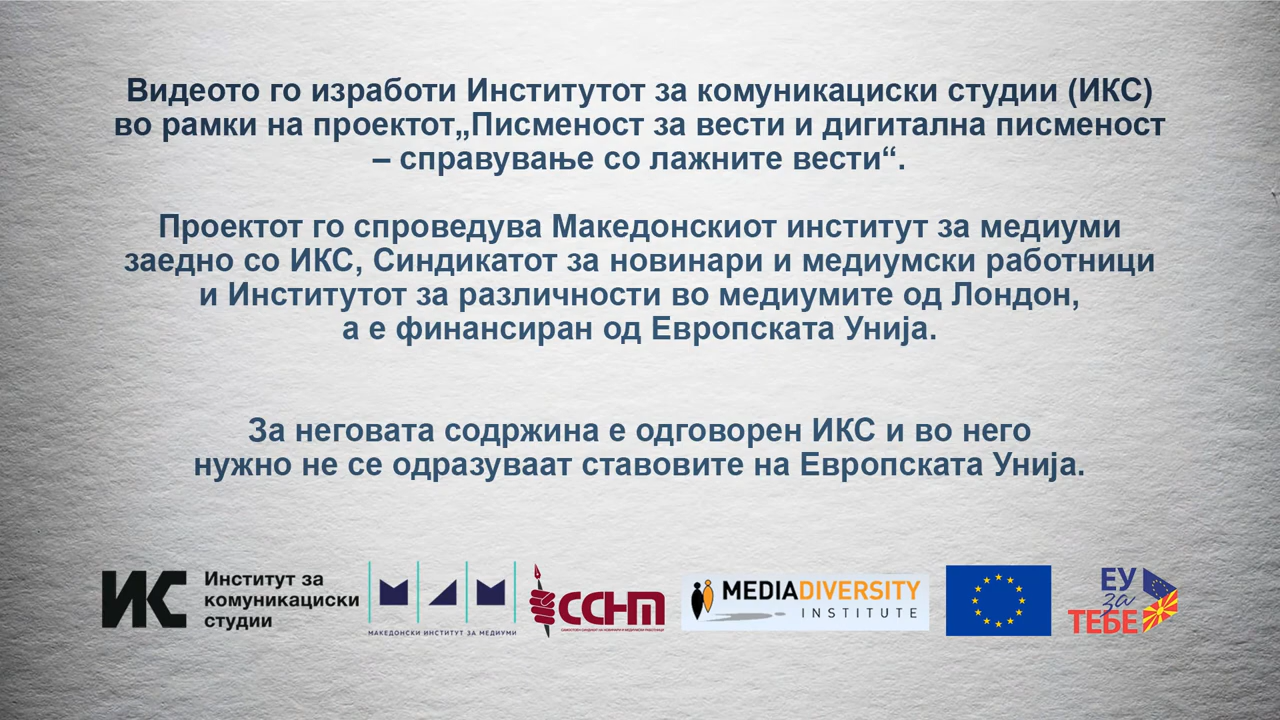 Видеото го изработи Институтот за комуникациски студии (ИКС)
во рамки на проектот„Писменост за вести и дигитална писменост
– справување со лажните вести“.
Проектот го спроведува Македонскиот институт за медиуми
заедно со ИКС, Синдикатот за новинари и медиумски работници
и Институтот за различности во медиумите од Лондон,
а е финансиран од Европската Унија.
За неговата содржина е одговорен ИКС и во него
нужно не се одразуваат ставовите на Европската Унија.
ИКС
Институт за
комуникациски
студии
МИМ
МАКЕДОНСКИ ИНСТИТУТ ЗА МЕДИУМИ
ССНМ
MEDIADIVERSITY
INSTITUTE
ЕУ
за
ТЕБЕ